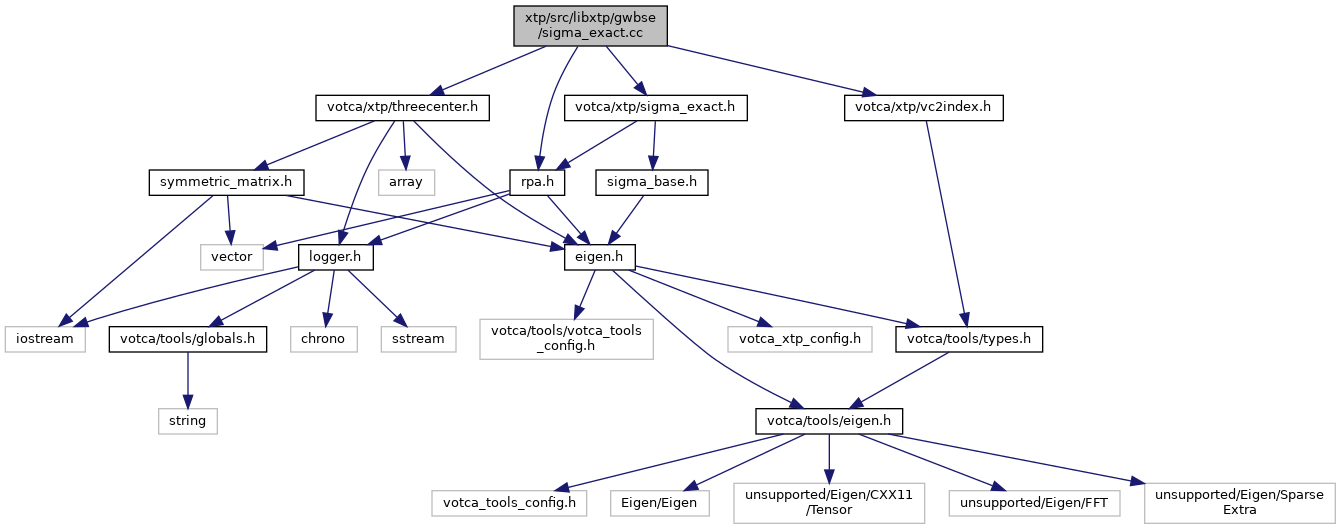 xtp/src/libxtp/gwbse
/sigma_exact.cc
votca/xtp/threecenter.h
votca/xtp/sigma_exact.h
votca/xtp/vc2index.h
symmetric_matrix.h
array
rpa.h
sigma_base.h
vector
logger.h
eigen.h
iostream
votca/tools/globals.h
chrono
sstream
votca/tools/votca_tools
_config.h
votca_xtp_config.h
votca/tools/types.h
string
votca/tools/eigen.h
votca_tools_config.h
Eigen/Eigen
unsupported/Eigen/CXX11
/Tensor
unsupported/Eigen/FFT
unsupported/Eigen/Sparse
Extra